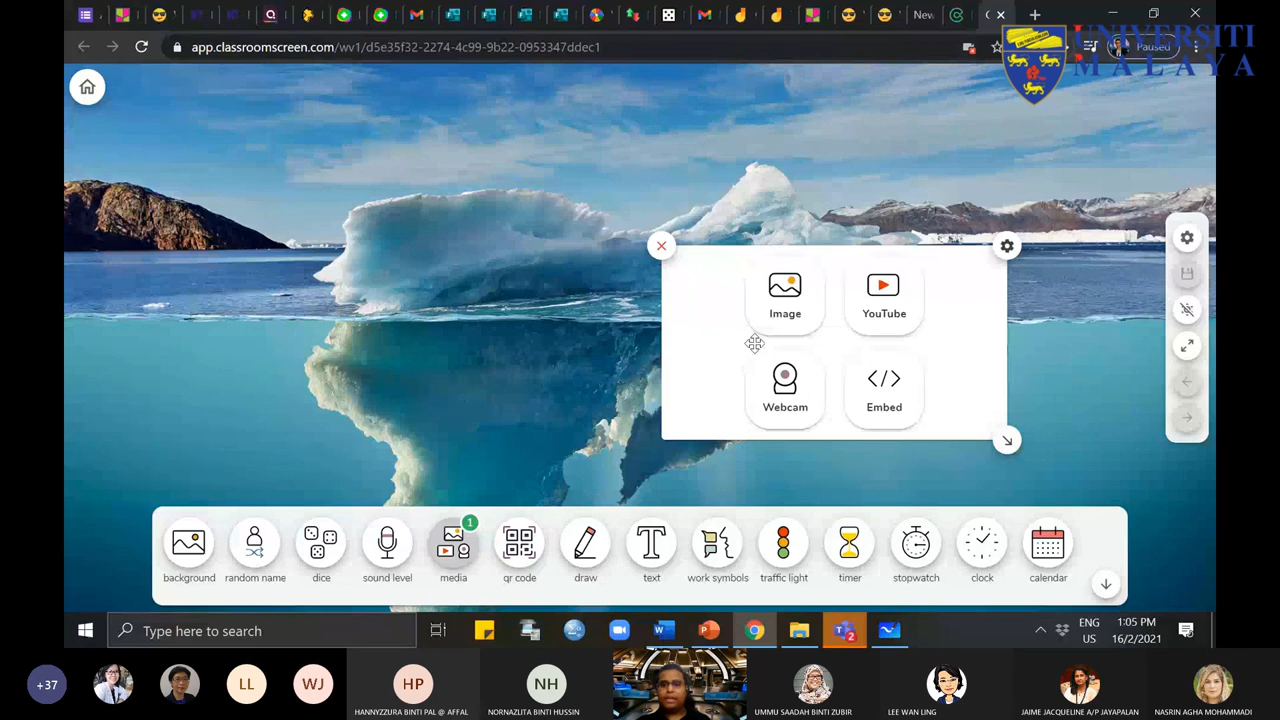 New
app.classroomscreen.com/wv1/d5e35f32-2274-4c99-9b22-0953347ddec1
Paused
UNIVERSITI
MALAYA
Image
YouTube
Webcam
Embed
1
background
random name
dice
sound level
media
qr code
draw
text
work symbols
traffic light
timer
stopwatch
clock
calendar
Type here to search
2
ENG
US
1:05 PM
16/2/2021
+37
LL
WJ
HP
NH
HANNYZZURA BINTI PAL @ AFFAL
NORNAZLITA BINTI HUSSIN
UMMU SAADAH BINTI ZUBIR
LEE WAN LING
JAIME JACQUELINE A/P JAYAPALAN
NASRIN AGHA MOHAMMADI